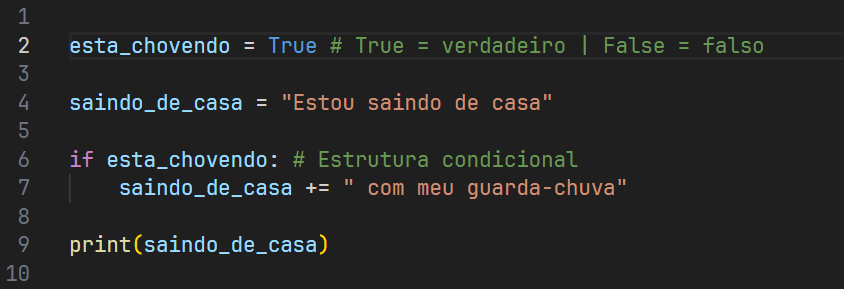 1
2 esta_chovendo = True # True = verdadeiro | False = falso
3
4 saindo_de_casa = "Estou saindo de casa"
5
6 if esta_chovendo: # Estrutura condicional
7     saindo_de_casa += " com meu guarda-chuva"
8
9 print(saindo_de_casa)
10